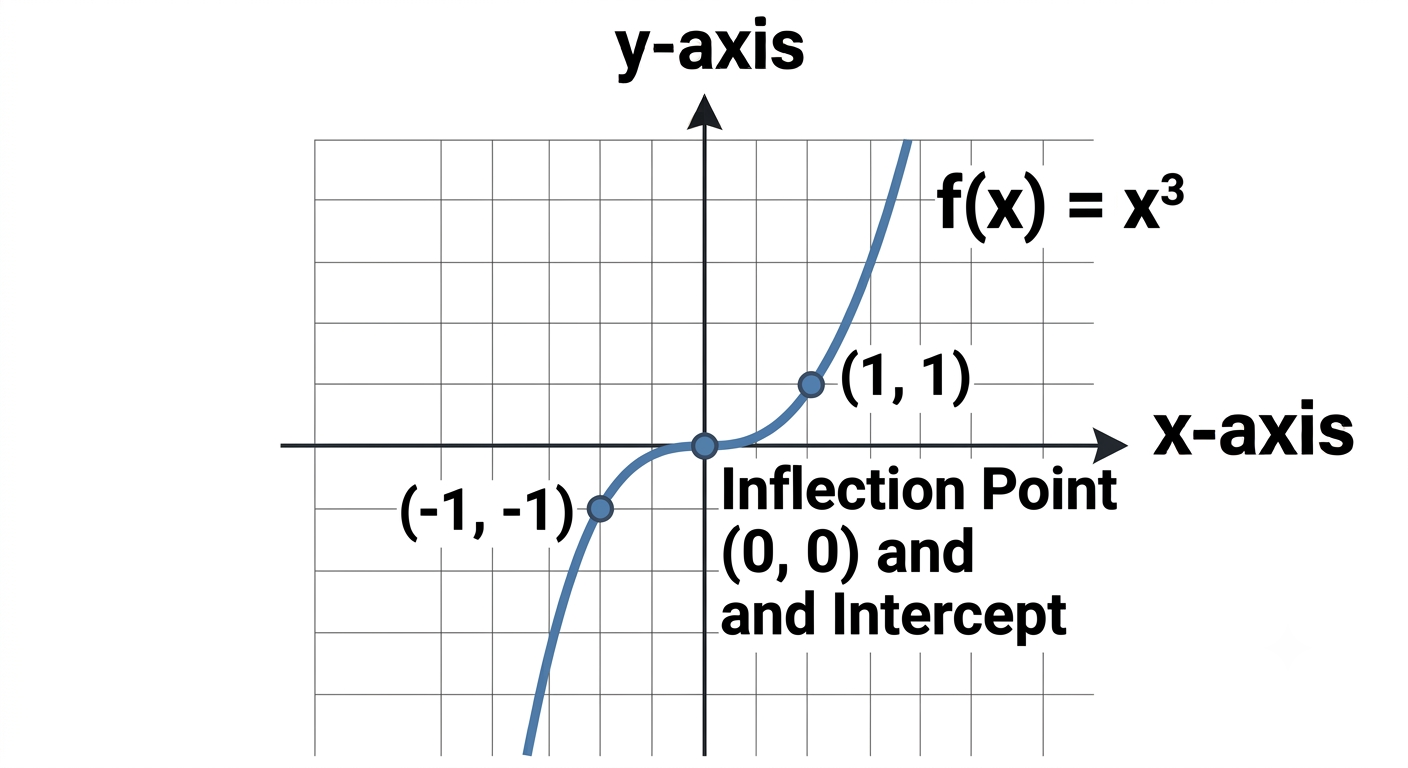 y-axis
f(x) = x³
(1, 1)
x-axis
(-1, -1)
Inflection Point
(0, 0) and
and Intercept